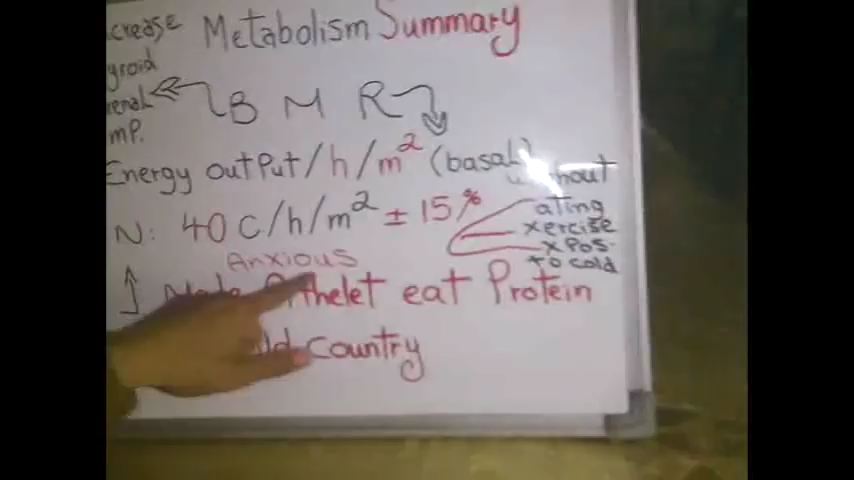 crease Metabolism Summary
yroid
renal B M R
mP.
Energy output/h/m² (basal)
without
N: 40 C/h/m² ± 15%
ating
xercise
xpos.
to cold
Anxious
↑ eat Protein
Country